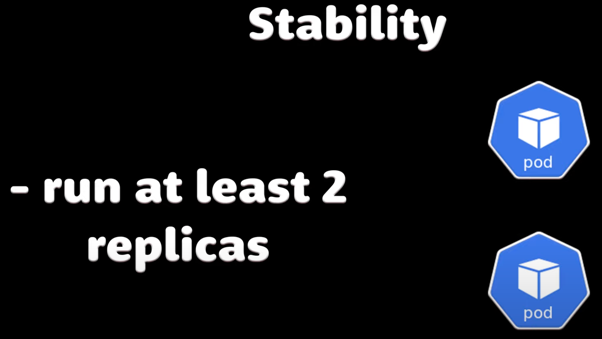 Stability
- run at least 2
replicas
pod
pod